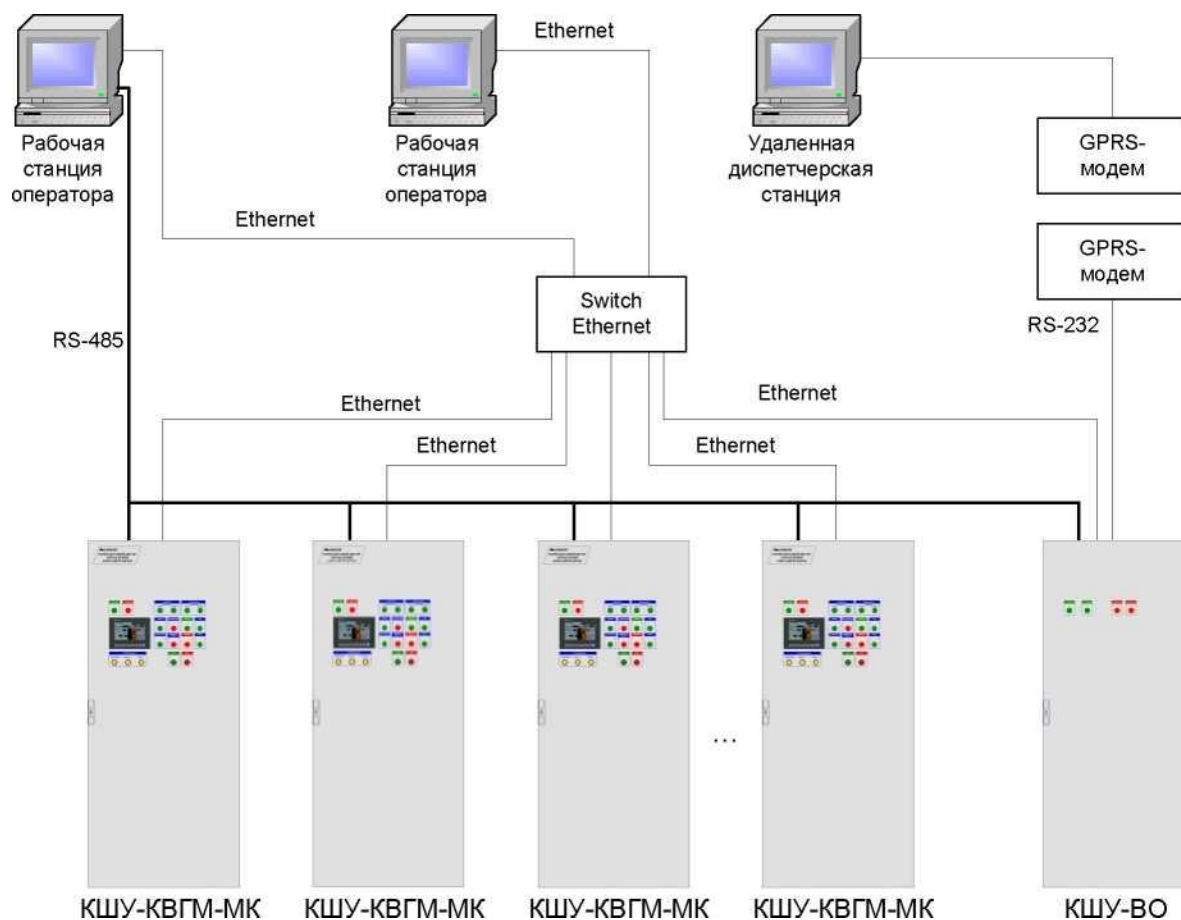 Ethernet
Рабочая
станция
оператора
Рабочая
станция
оператора
Удаленная
диспетчерская
станция
GPRS-
модем
Ethernet
GPRS-
модем
Switch
Ethernet
RS-485
RS-232
Ethernet
Ethernet
Ethernet
Ethernet
...
КШУ-КВГМ-МК
КШУ-КВГМ-МК
КШУ-КВГМ-МК
КШУ-КВГМ-МК
КШУ-ВО